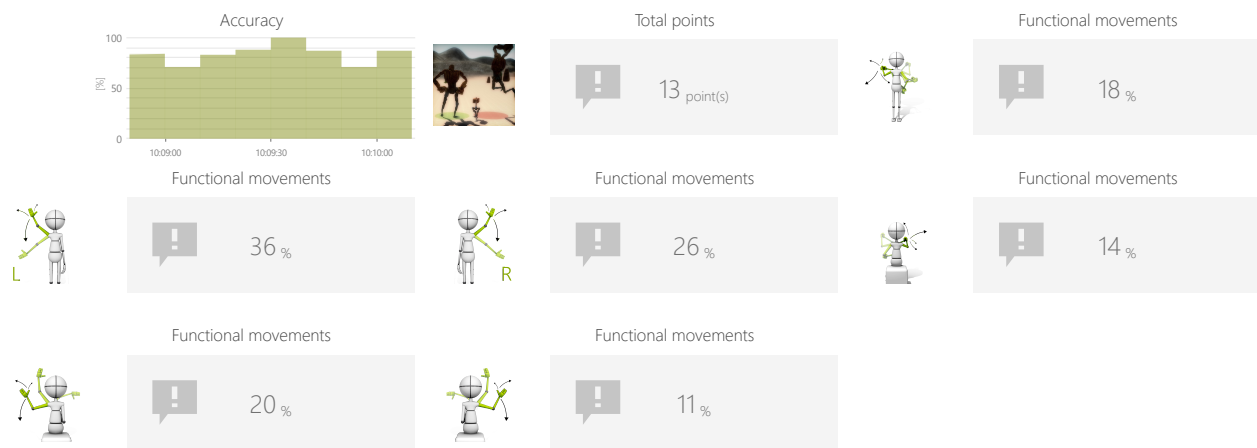 Accuracy
100
[%]
50
0
10:09:00 10:09:30 10:10:00
Total points
13 point(s)
Functional movements
18 %
Functional movements
L
36 %
Functional movements
R
26 %
Functional movements
14 %
Functional movements
20 %
Functional movements
11 %